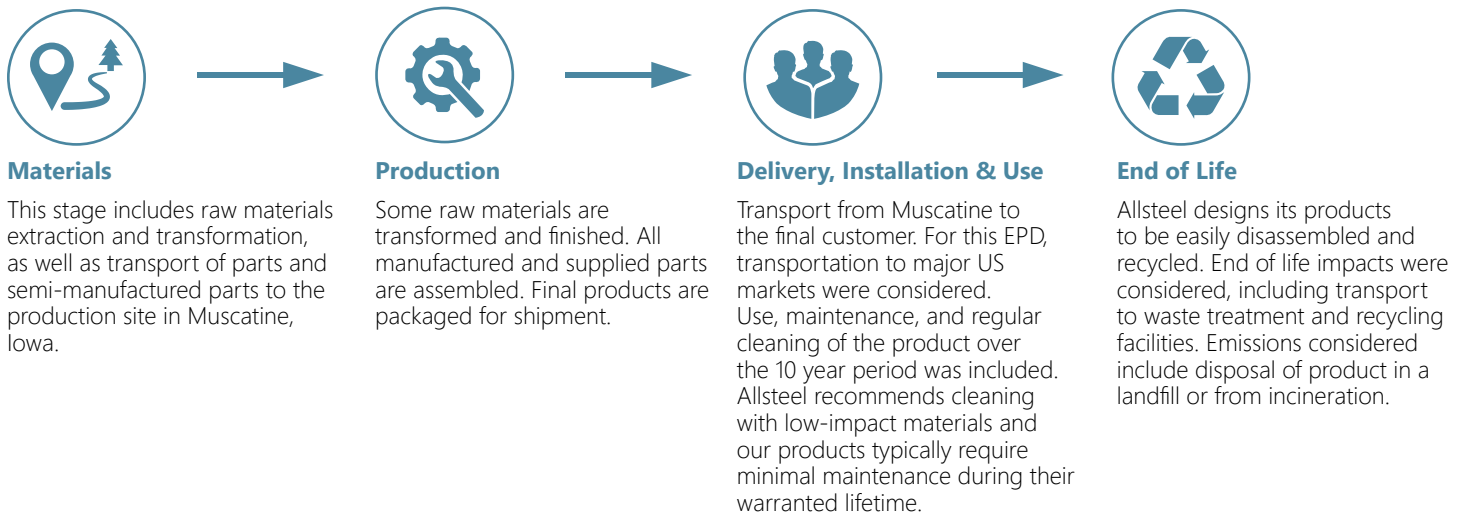 Materials
This stage includes raw materials
extraction and transformation,
as well as transport of parts and
semi-manufactured parts to the
production site in Muscatine,
Iowa.
Production
Some raw materials are
transformed and finished. All
manufactured and supplied parts
are assembled. Final products are
packaged for shipment.
Delivery, Installation & Use
Transport from Muscatine to
the final customer. For this EPD,
transportation to major US
markets were considered.
Use, maintenance, and regular
cleaning of the product over
the 10 year period was included.
Allsteel recommends cleaning
with low-impact materials and
our products typically require
minimal maintenance during their
warranted lifetime.
End of Life
Allsteel designs its products
to be easily disassembled and
recycled. End of life impacts were
considered, including transport
to waste treatment and recycling
facilities. Emissions considered
include disposal of product in a
landfill or from incineration.